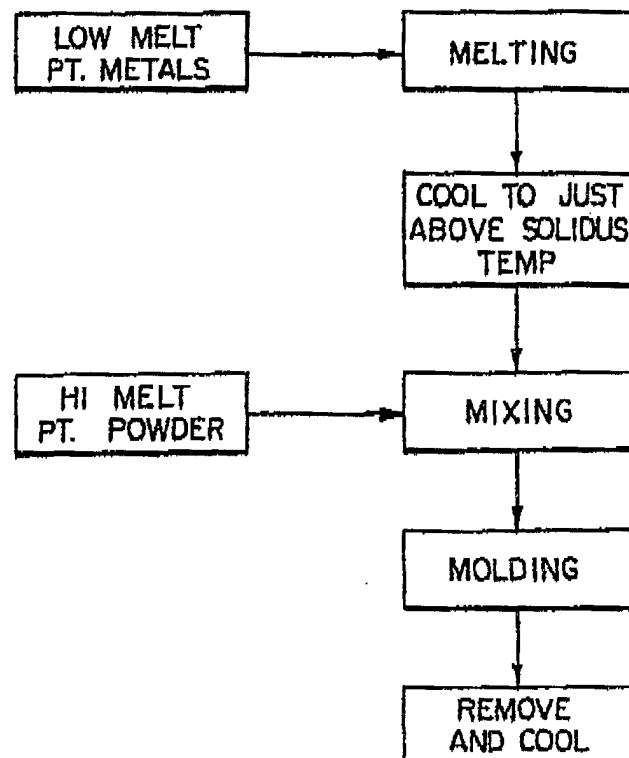 LOW MELT
PT. METALS
MELTING
COOL TO JUST
ABOVE SOLIDUS
TEMP
HI MELT
PT. POWDER
MIXING
MOLDING
REMOVE
AND COOL